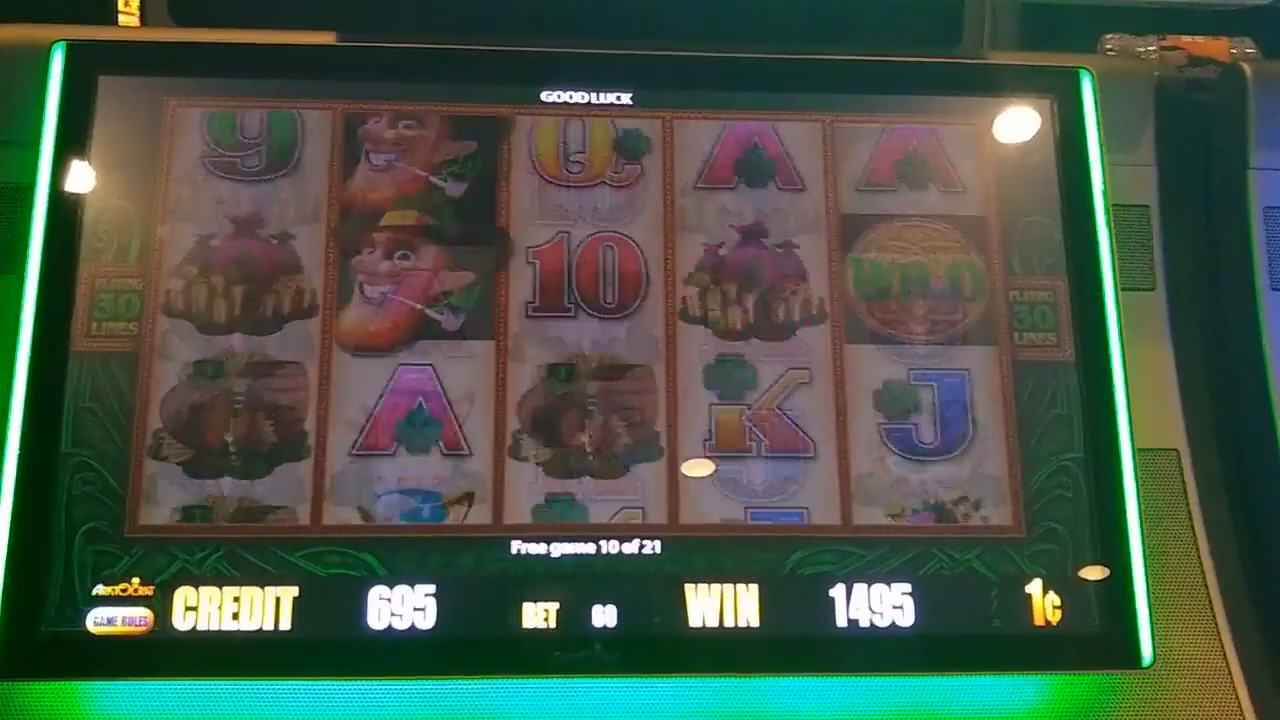 GOOD LUCK
9 Q A A
10 WILD
PLAYING
30
LINES
PLAYING
30
LINES
A K J
Free game 10 of 21
ARISTOCRAT
GAME RULES
CREDIT 695 BET 60 WIN 1495 1¢